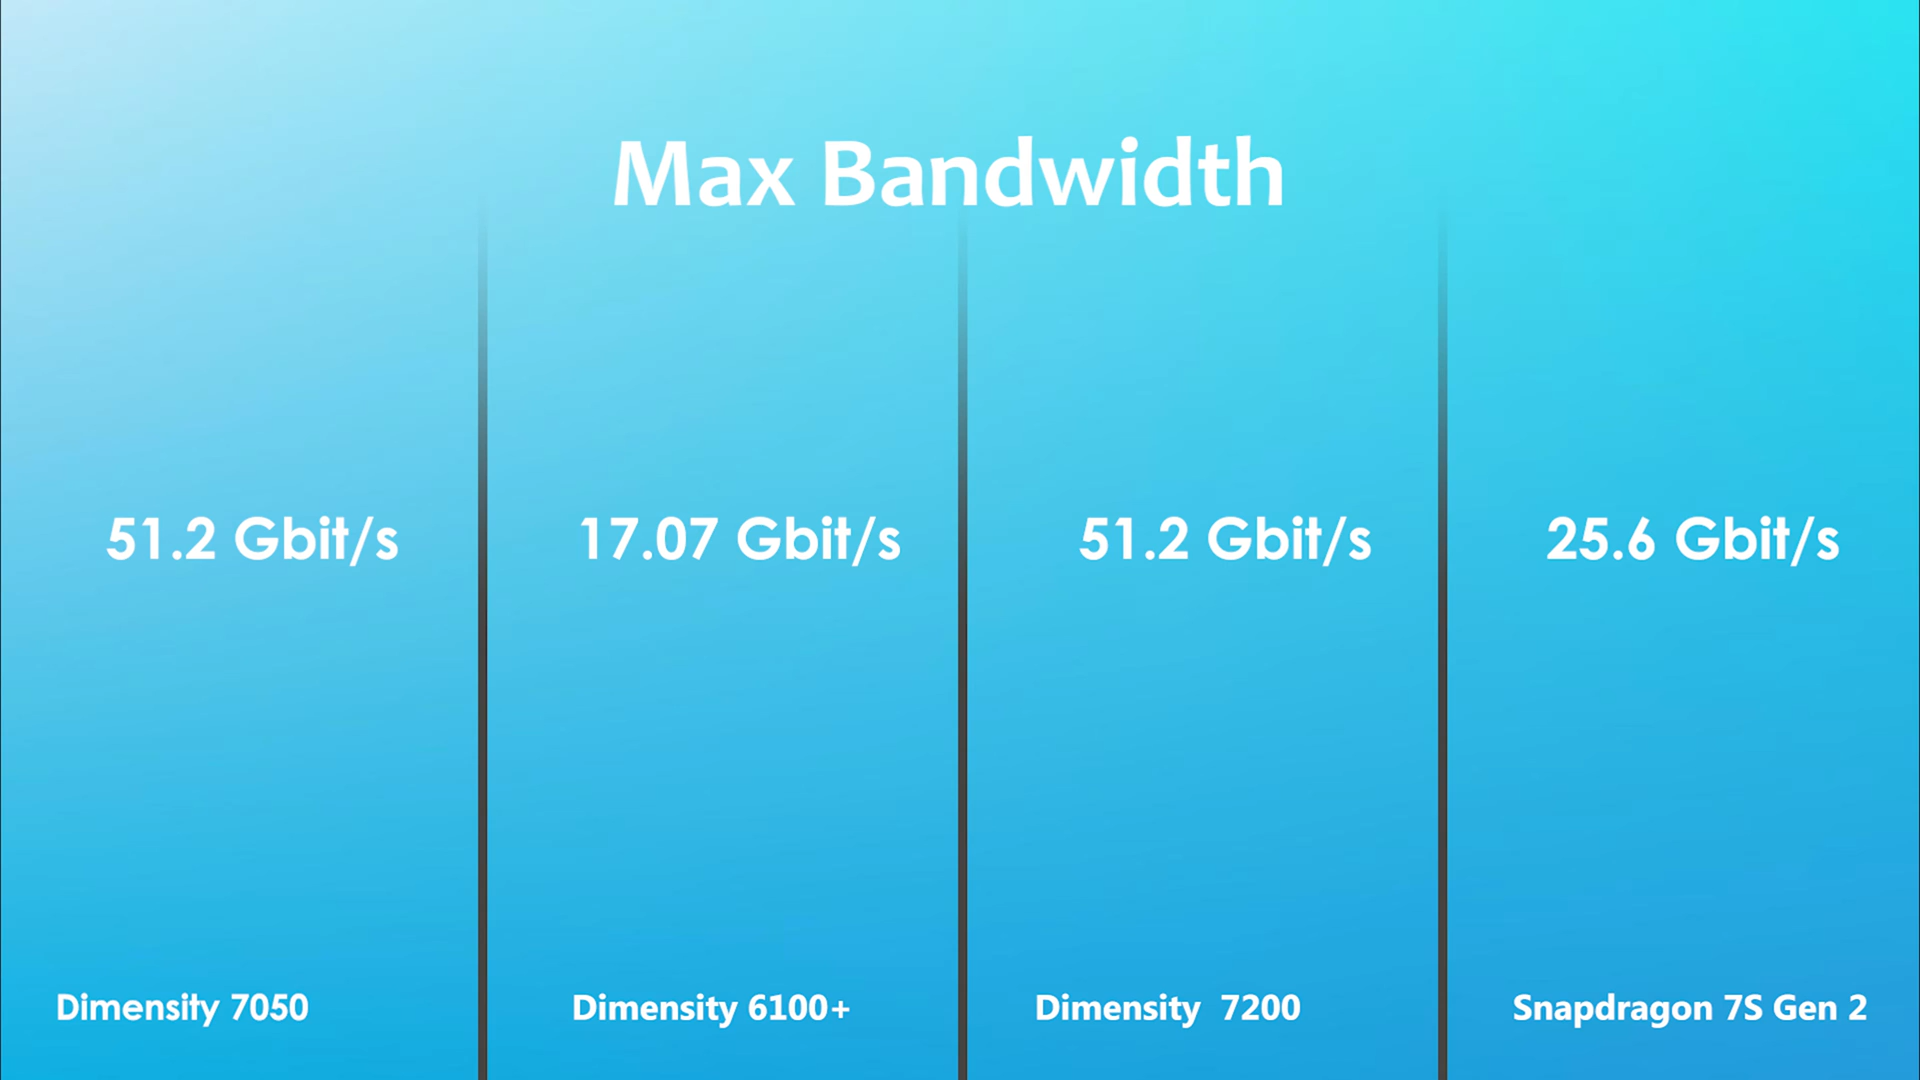 Max Bandwidth
51.2 Gbit/s
17.07 Gbit/s
51.2 Gbit/s
25.6 Gbit/s
Dimensity 7050
Dimensity 6100+
Dimensity 7200
Snapdragon 7S Gen 2